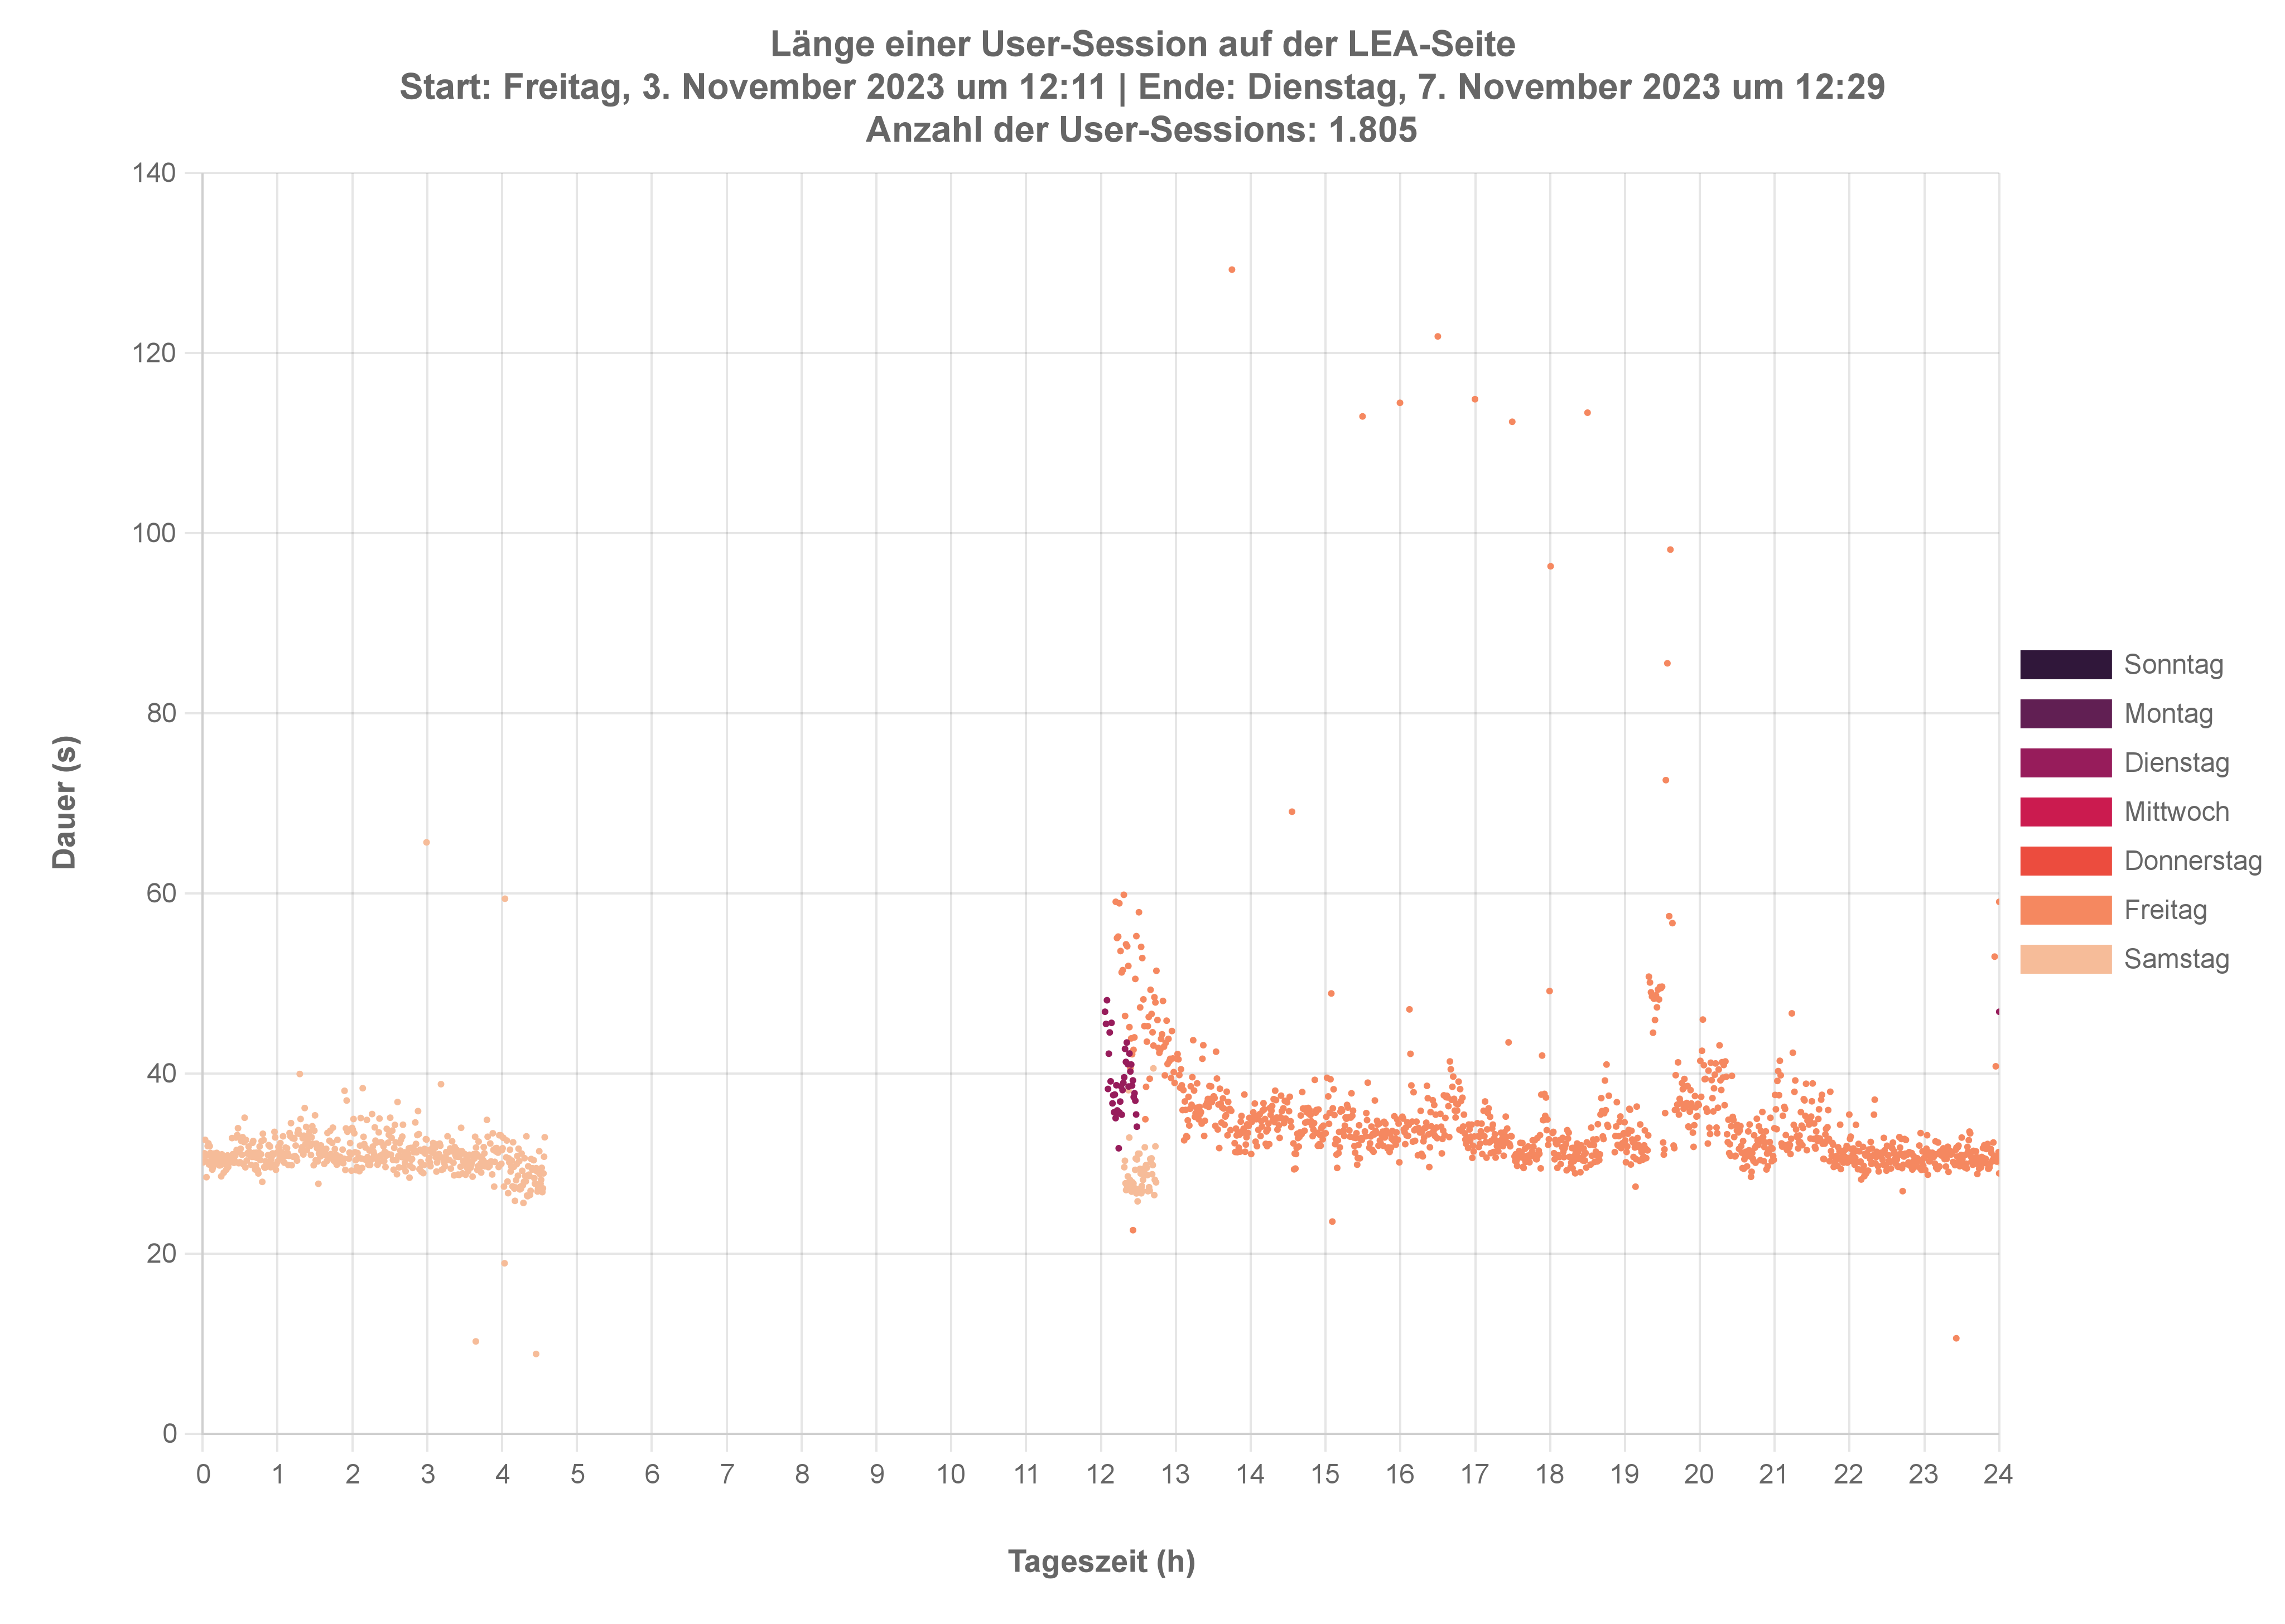 Länge einer User-Session auf der LEA-Seite
Start: Freitag, 3. November 2023 um 12:11 | Ende: Dienstag, 7. November 2023 um 12:29
Anzahl der User-Sessions: 1.805
140
120
100
80
60
40
20
0
Dauer (s)
0 1 2 3 4 5 6 7 8 9 10 11 12 13 14 15 16 17 18 19 20 21 22 23 24
Tageszeit (h)
Sonntag
Montag
Dienstag
Mittwoch
Donnerstag
Freitag
Samstag